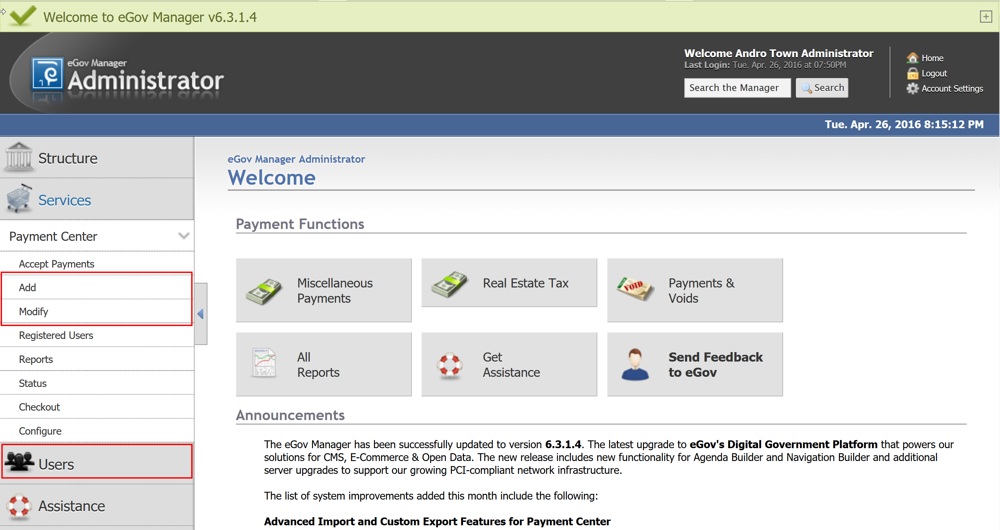 Welcome to eGov Manager v6.3.1.4
eGov Manager
Administrator
Welcome Andro Town Administrator
Last Login: Tue. Apr. 26, 2016 at 07:50PM
Search the Manager
Search
Home
Logout
Account Settings
Tue. Apr. 26, 2016 8:15:12 PM
Structure
Services
Payment Center
Accept Payments
Add
Modify
Registered Users
Reports
Status
Checkout
Configure
Users
Assistance
eGov Manager Administrator
Welcome
Payment Functions
Miscellaneous
Payments
Real Estate Tax
VOID
Payments &
Voids
All
Reports
Get
Assistance
Send Feedback
to eGov
Announcements
The eGov Manager has been successfully updated to version 6.3.1.4. The latest upgrade to eGov's Digital Government Platform that powers our
solutions for CMS, E-Commerce & Open Data. The new release includes new functionality for Agenda Builder and Navigation Builder and additional
server upgrades to support our growing PCI-compliant network infrastructure.
The list of system improvements added this month include the following:
Advanced Import and Custom Export Features for Payment Center